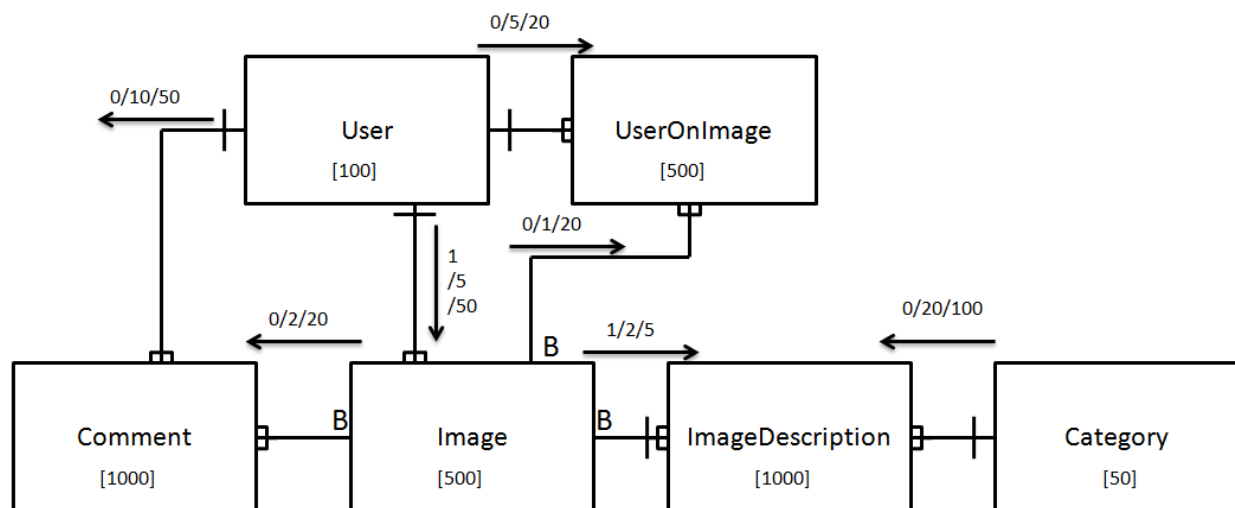 0/5/20
0/10/50
User
[100]
UserOnImage
[500]
0/1/20
1
/5
/50
0/2/20
B
1/2/5
0/20/100
Comment
[1000]
B
Image
[500]
B
ImageDescription
[1000]
Category
[50]